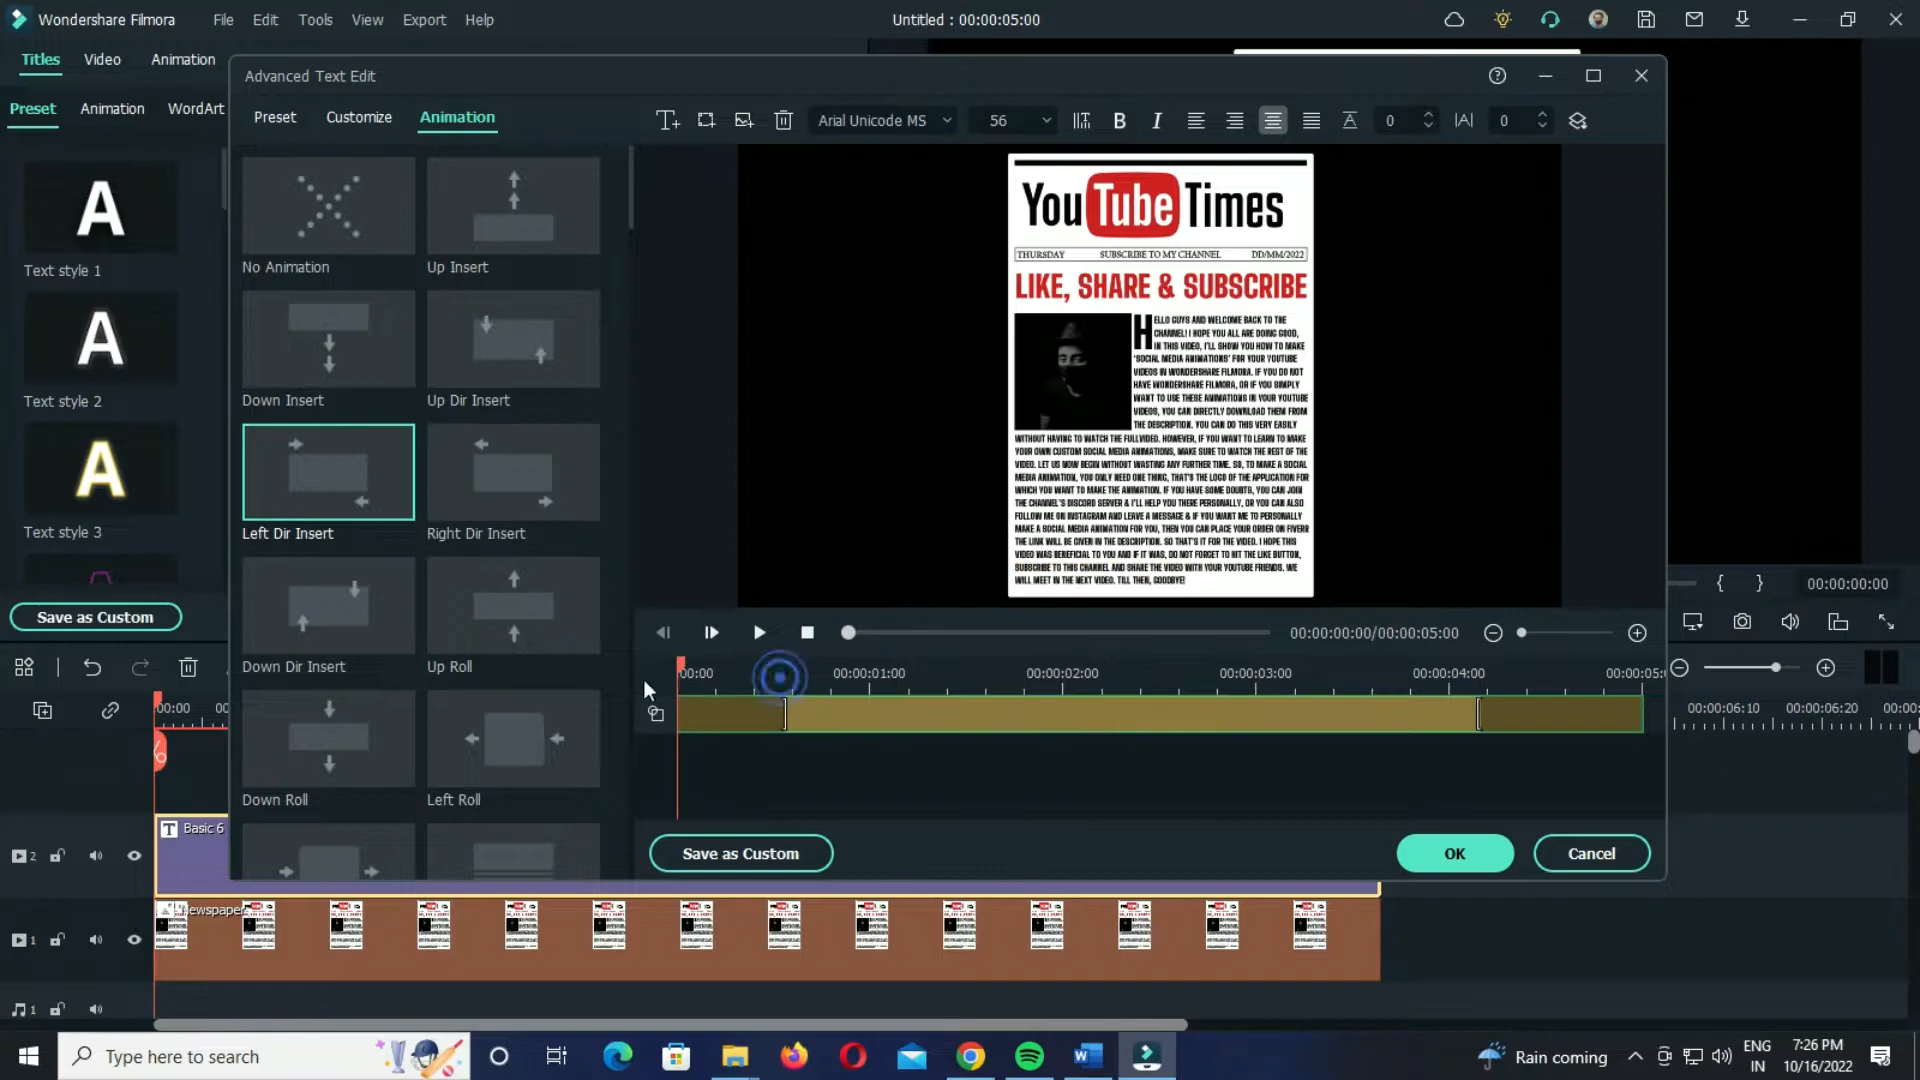 Wondershare Filmora File Edit Tools View Export Help Untitled : 00:00:05:00
Titles Video Animation
Preset Animation WordArt
A
Text style 1
A
Text style 2
A
Text style 3
Save as Custom
Advanced Text Edit
Preset Customize Animation
Arial Unicode MS 56 B I 0 0
No Animation Up Insert
Down Insert Up Dir Insert
Left Dir Insert Right Dir Insert
Down Dir Insert Up Roll
Down Roll Left Roll
YouTube Times
THURSDAY SUBSCRIBE TO MY CHANNEL DD/MM/2022
LIKE, SHARE & SUBSCRIBE
HELLO GUYS AND WELCOME BACK TO THE
CHANNEL! I HOPE YOU ALL ARE DOING GOOD,
IN THIS VIDEO, I'LL SHOW YOU HOW TO MAKE
'SOCIAL MEDIA ANIMATIONS' FOR YOUR YOUTUBE
VIDEOS IN WONDERSHARE FILMORA. IF YOU DO NOT
HAVE WONDERSHARE FILMORA, OR IF YOU SIMPLY
WANT TO USE THESE ANIMATIONS IN YOUR YOUTUBE
VIDEOS, YOU CAN DIRECTLY DOWNLOAD THEM FROM
THE DESCRIPTION. YOU CAN DO THIS VERY EASILY
WITHOUT HAVING TO WATCH THE FULLVIDEO. HOWEVER, IF YOU WANT TO LEARN TO MAKE
YOUR OWN CUSTOM SOCIAL MEDIA ANIMATIONS, MAKE SURE TO WATCH THE REST OF THE
VIDEO. LET US NOW BEGIN WITHOUT WASTING ANY FURTHER TIME. SO, TO MAKE A SOCIAL
MEDIA ANIMATION, YOU ONLY NEED ONE THING, THAT'S THE LOGO OF THE APPLICATION FOR
WHICH YOU WANT TO MAKE THE ANIMATION. IF YOU HAVE SOME DOUBTS, YOU CAN JOIN
THE CHANNEL'S DISCORD SERVER & I'LL HELP YOU THERE PERSONALLY, OR YOU CAN ALSO
FOLLOW ME ON INSTAGRAM AND LEAVE A MESSAGE & IF YOU WANT ME TO PERSONALLY
MAKE A SOCIAL MEDIA ANIMATION FOR YOU, THEN YOU CAN PLACE YOUR ORDER ON FIVERR
THE LINK WILL BE GIVEN IN THE DESCRIPTION. SO THAT'S IT FOR THE VIDEO. I HOPE THIS
VIDEO WAS BENEFICIAL TO YOU AND IF IT WAS, DO NOT FORGET TO HIT THE LIKE BUTTON,
SUBSCRIBE TO THIS CHANNEL AND SHARE THE VIDEO WITH YOUR YOUTUBE FRIENDS. WE
WILL MEET IN THE NEXT VIDEO. TILL THEN, GOODBYE!
00:00:00:00/00:00:05:00
00:00 00:00:01:00 00:00:02:00 00:00:03:00 00:00:04:00 00:00:05:
Save as Custom OK Cancel
{ } 00:00:00:00
00:00 00 00:00:06:10 00:00:06:20 00:00:
2 T Basic 6
1 Newspaper
1
Type here to search Rain coming ENG IN 7:26 PM 10/16/2022